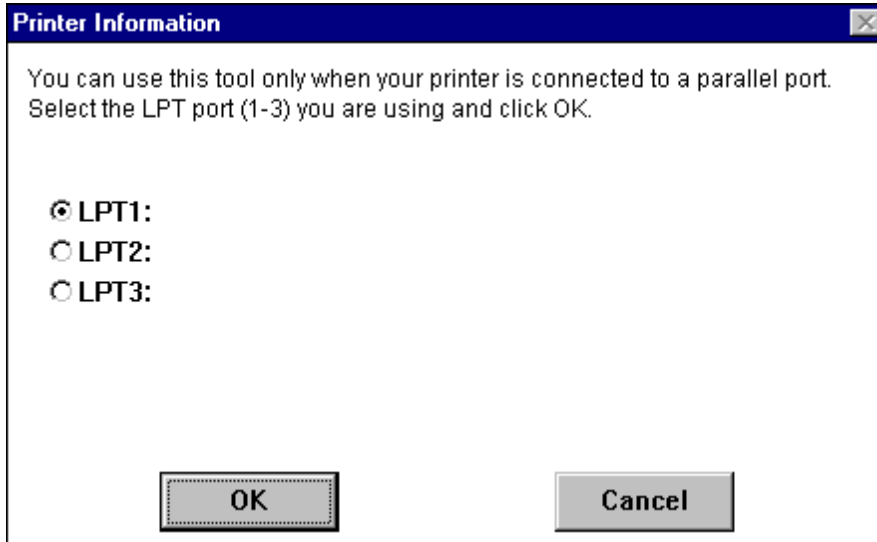 Printer Information
You can use this tool only when your printer is connected to a parallel port.
Select the LPT port (1-3) you are using and click OK.
LPT1:
LPT2:
LPT3:
OK Cancel